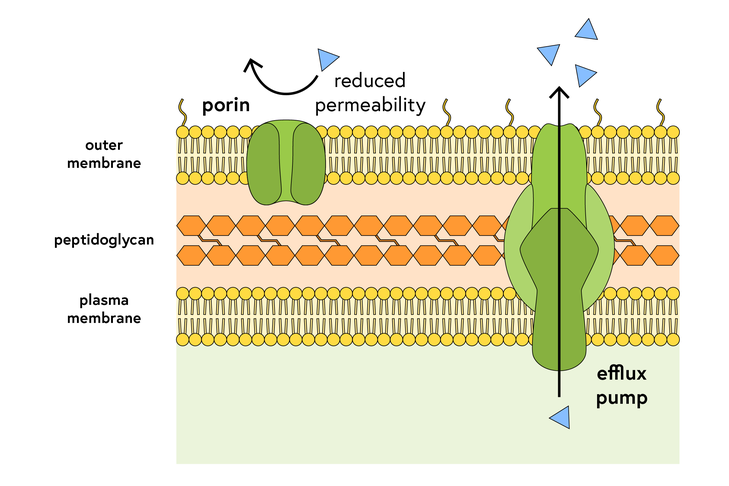 reduced
permeability
porin
outer
membrane
peptidoglycan
plasma
membrane
efflux
pump